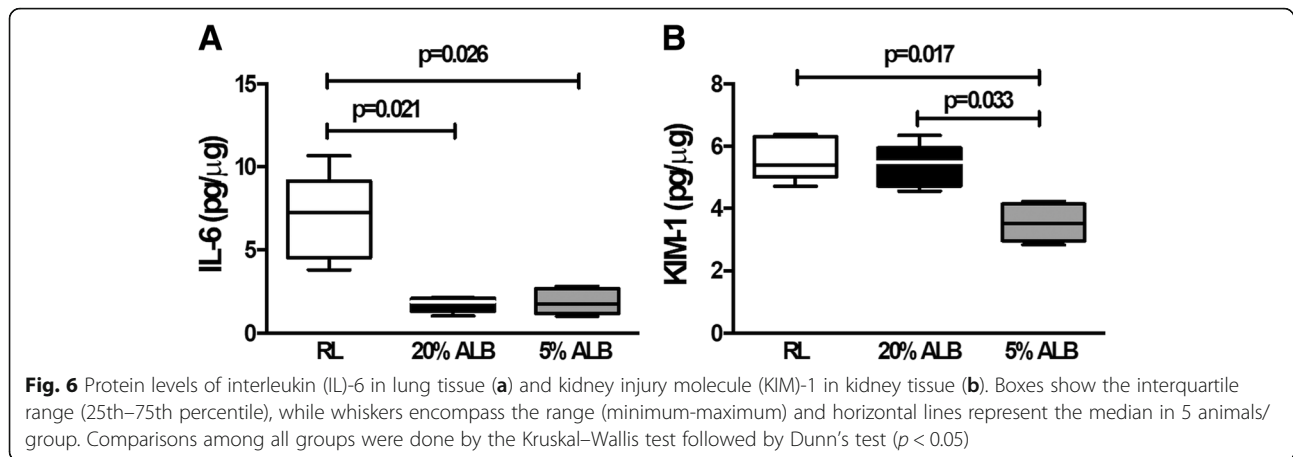 A
p=0.026
p=0.021
15
10
5
0
IL-6 (pg/μg)
RL 20% ALB 5% ALB
B
p=0.017
p=0.033
8
6
4
2
0
KIM-1 (pg/μg)
RL 20% ALB 5% ALB
Fig. 6 Protein levels of interleukin (IL)-6 in lung tissue (a) and kidney injury molecule (KIM)-1 in kidney tissue (b). Boxes show the interquartile
range (25th–75th percentile), while whiskers encompass the range (minimum-maximum) and horizontal lines represent the median in 5 animals/
group. Comparisons among all groups were done by the Kruskal–Wallis test followed by Dunn's test (p < 0.05)